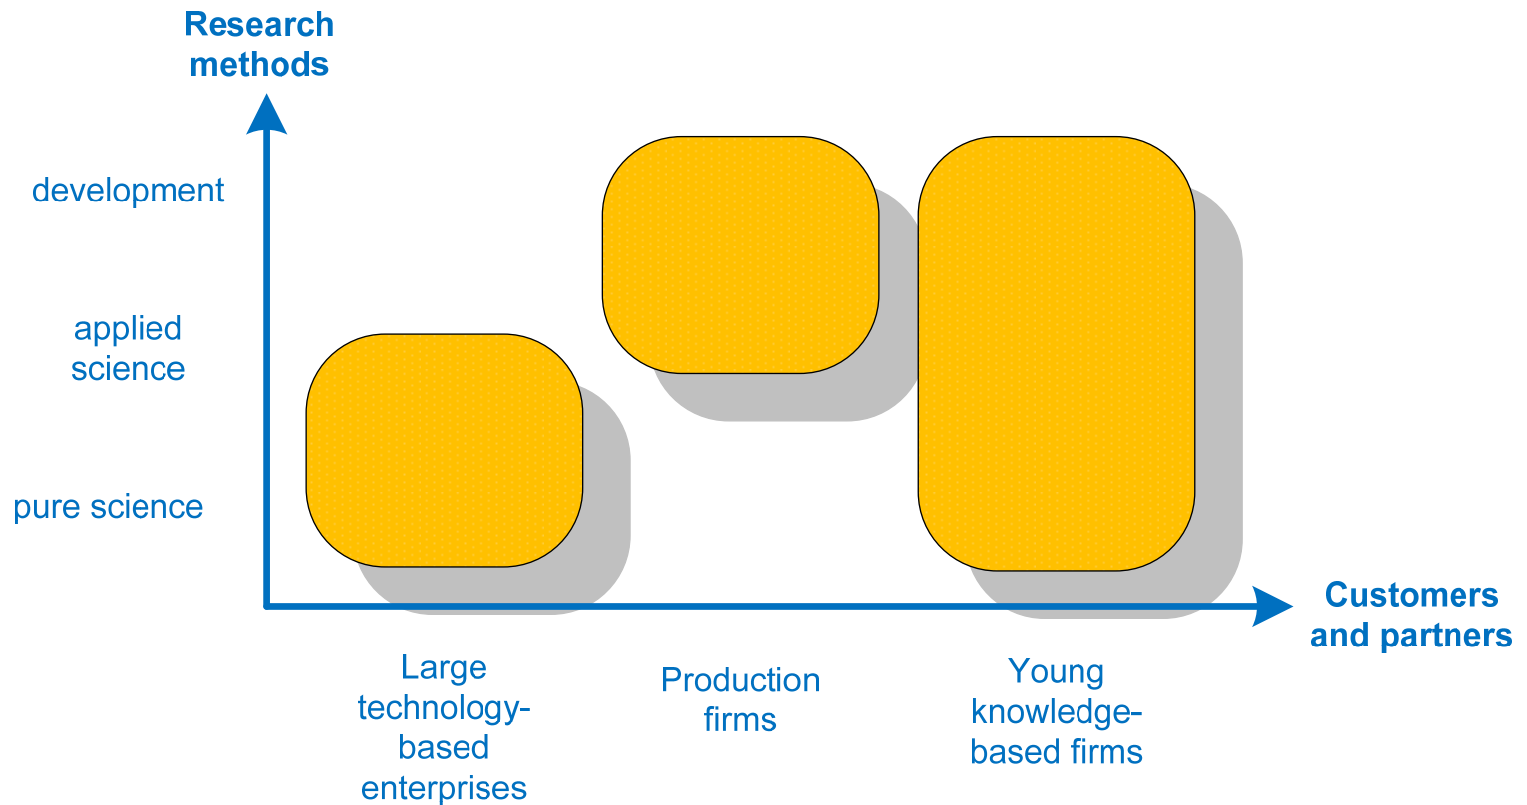 Research
methods
development
applied
science
pure science
Customers
and partners
Large
technology-
based
enterprises
Production
firms
Young
knowledge-
based firms